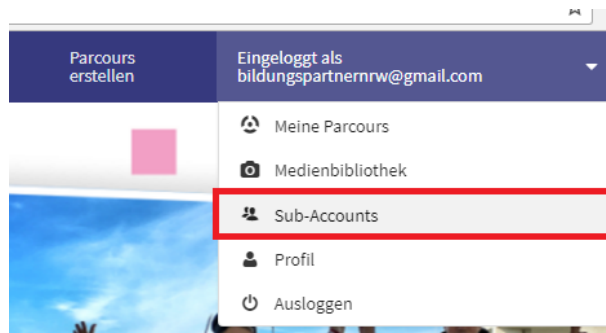 Parcours
erstellen
Eingeloggt als
bildungspartnernrw@gmail.com
Meine Parcours
Medienbibliothek
Sub-Accounts
Profil
Ausloggen